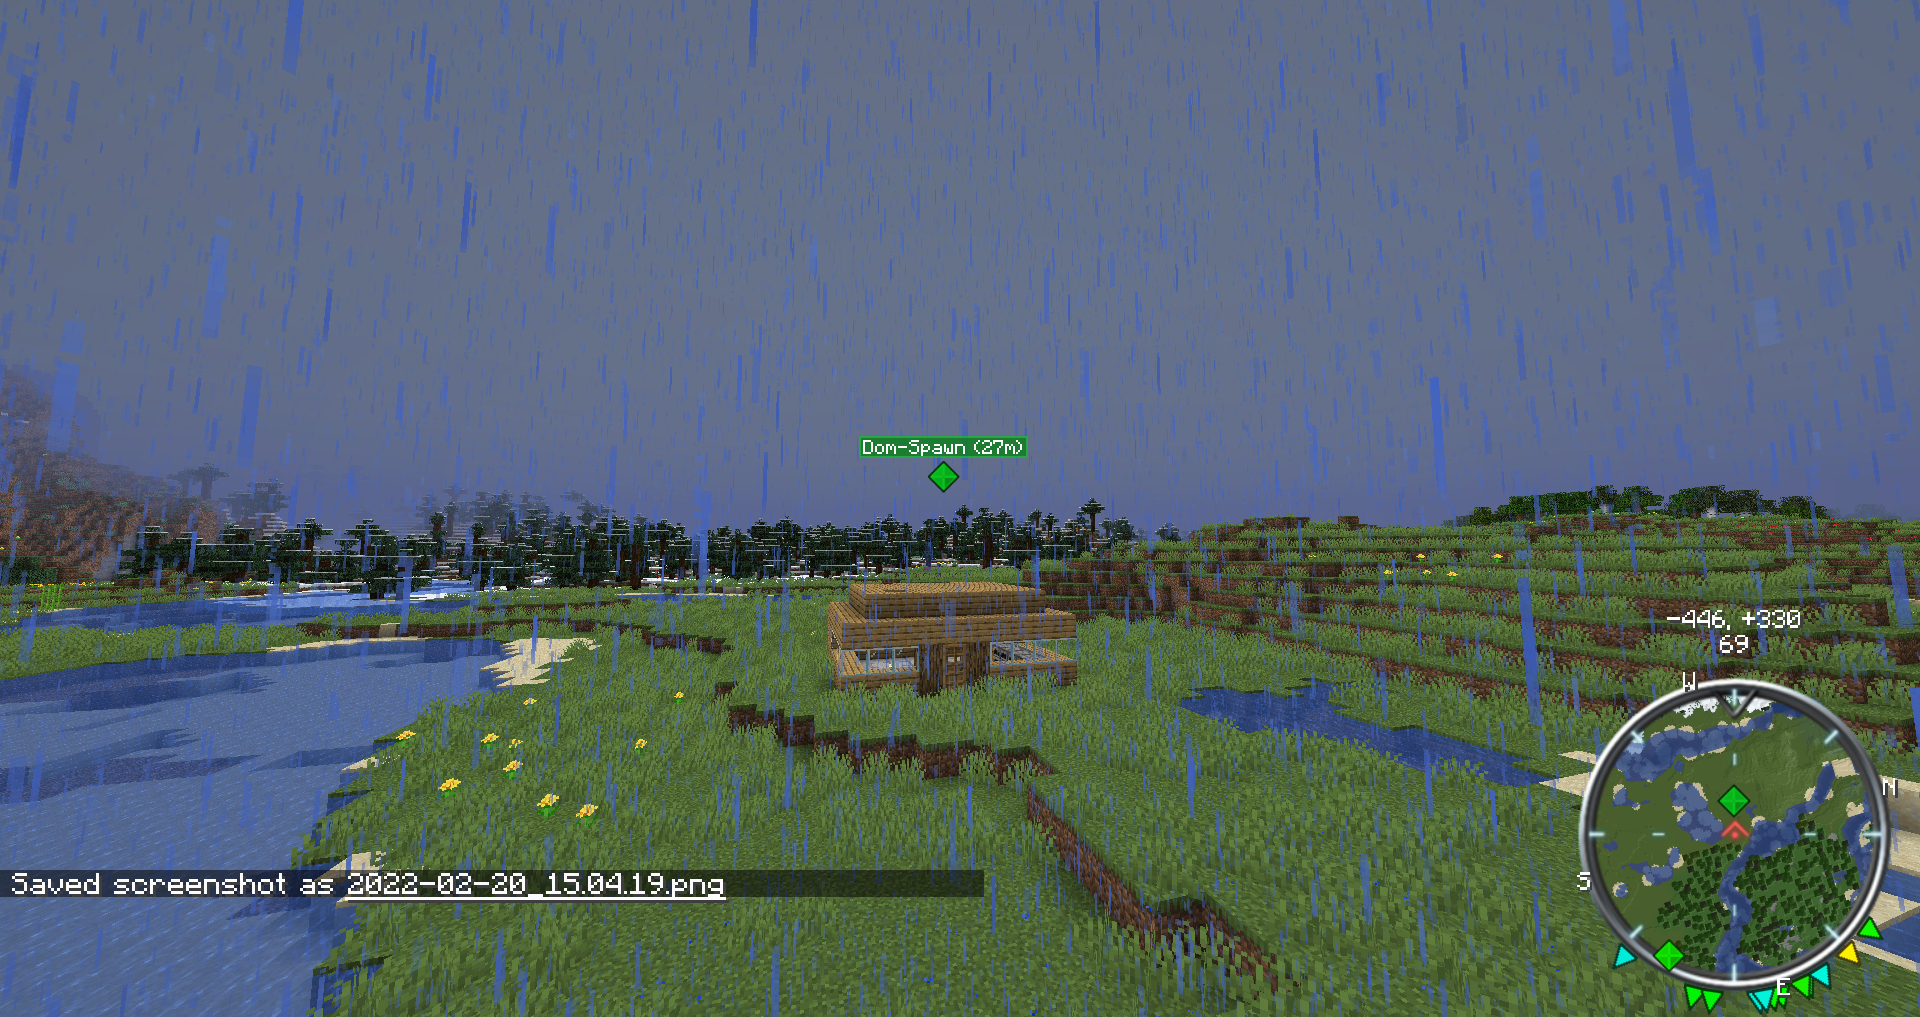 Dom-Spawn (27m)
-446, +330
69
W
N
S
E
Saved screenshot as 2022-02-20_15.04.19.png